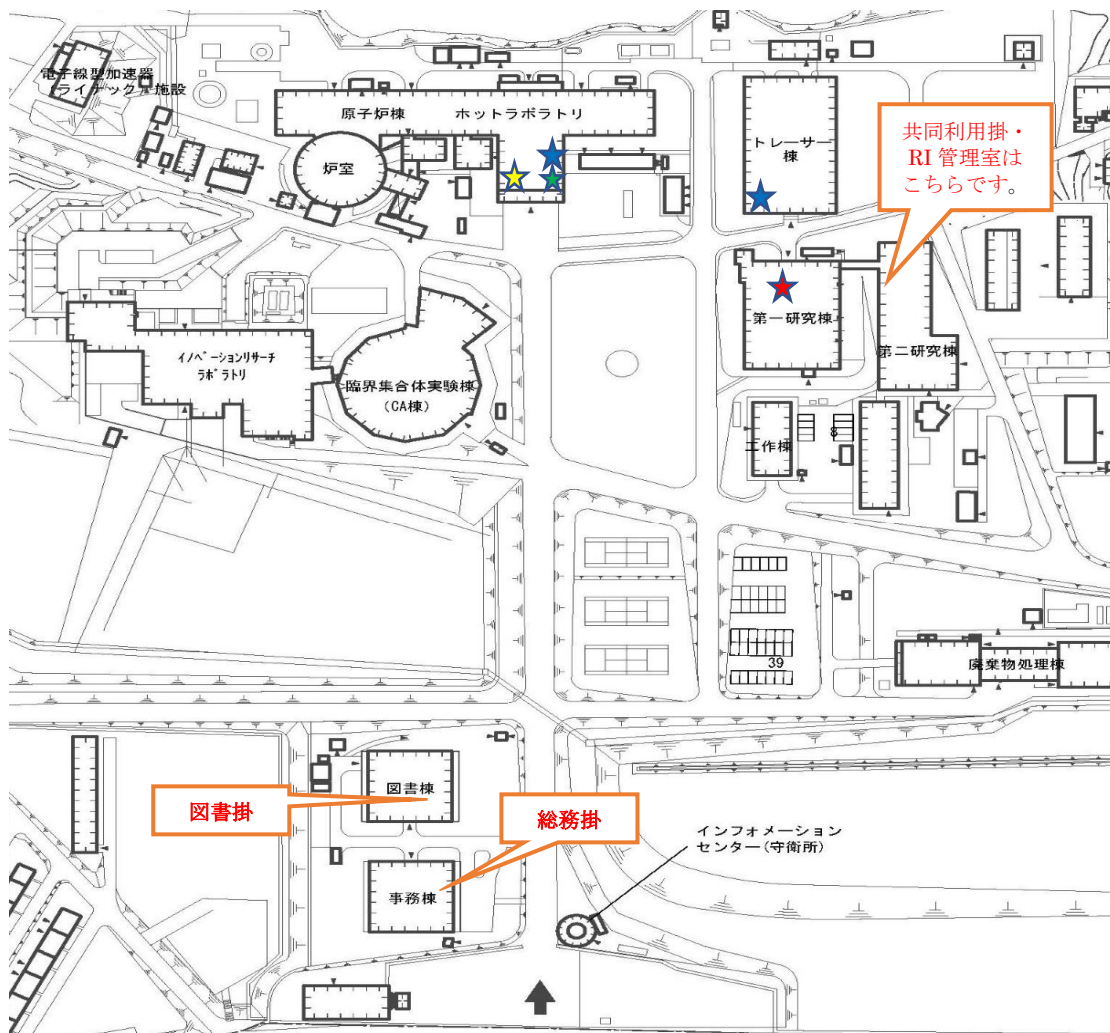 電子線型加速器
(ライナック)施設
原子炉棟
ホットラボラトリ
炉室
トレーサー
棟
共同利用掛・
RI 管理室は
こちらです。
第一研究棟
第二研究棟
イノベーションリサーチ
ラボラトリ
臨界集合体実験棟
(CA棟)
工作棟
8
39
廃棄物処理棟
図書掛
図書棟
総務掛
事務棟
インフォメーション
センター(守衛所)